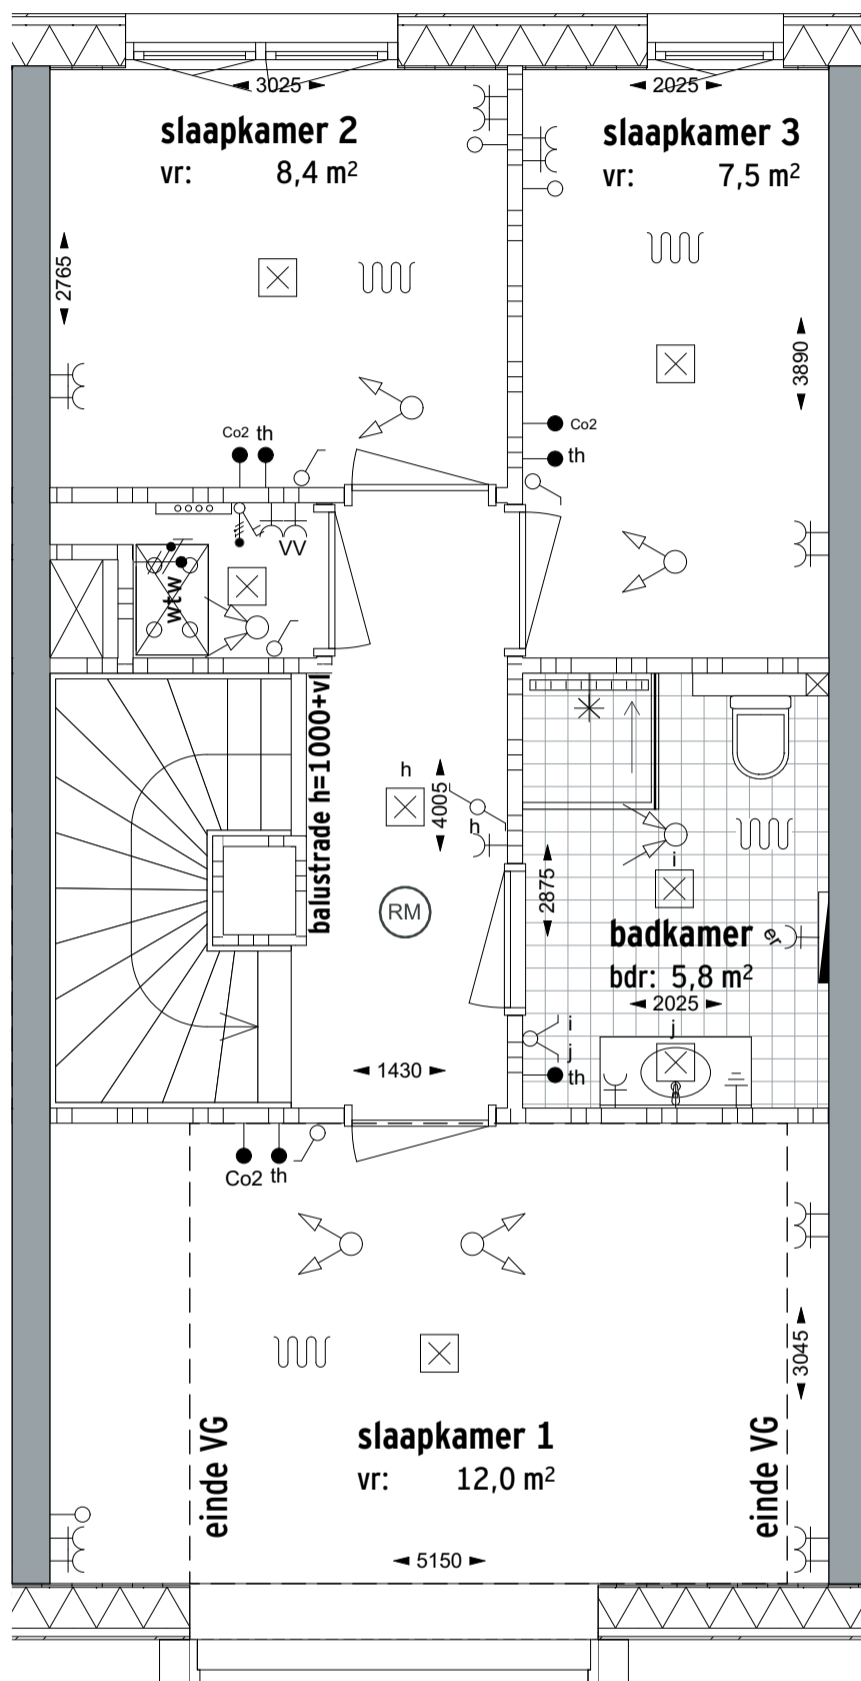 3025
2025
slaapkamer 2
vr: 8,4 m²
slaapkamer 3
vr: 7,5 m²
2765
3890
Co2 th
Co2
th
VV
wtw
balustrade h=1000+vl
h
4005
h
RM
2875
i
badkamer
er
bdr: 5,8 m²
2025
j
i
j
th
1430
Co2 th
3045
einde VG
slaapkamer 1
vr: 12,0 m²
einde VG
5150